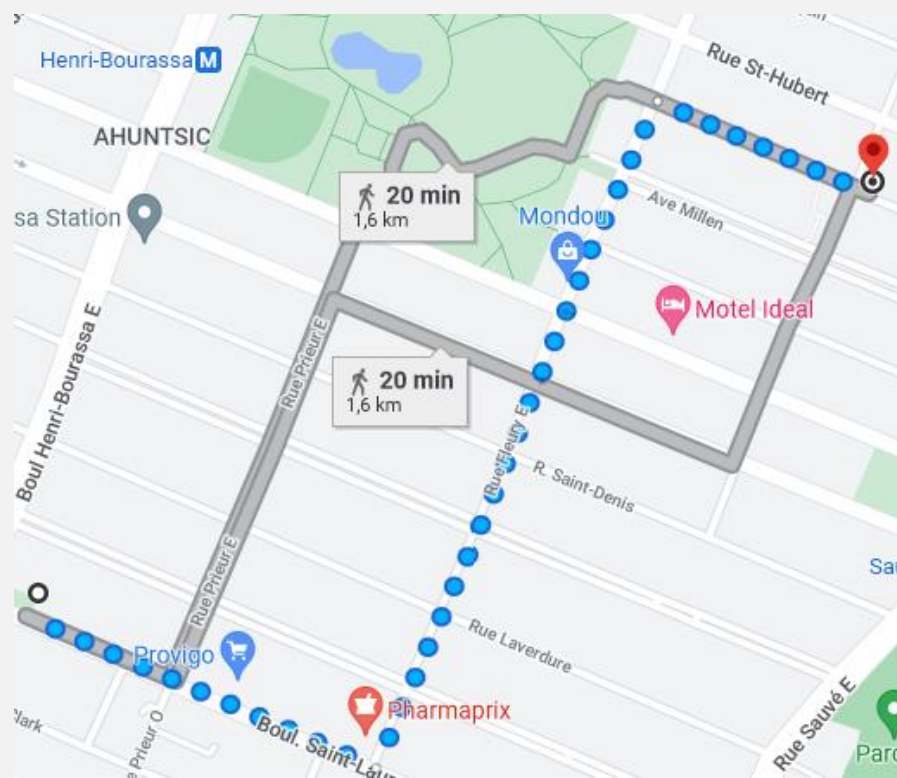 Henri-Bourassa M
Rue St-Hubert
AHUNTSIC
20 min
1,6 km
sa Station
Mondou
Ave Millen
Motel Ideal
Boul Henri-Bourassa E
Rue Prieur E
20 min
1,6 km
Rue Fleury E
R. Saint-Denis
Rue Prieur E
Sau
Provigo
Rue Laverdure
Pharmaprix
Clark
e Prieur O
Boul. Saint-Laur
Rue Sauvé E
Parc